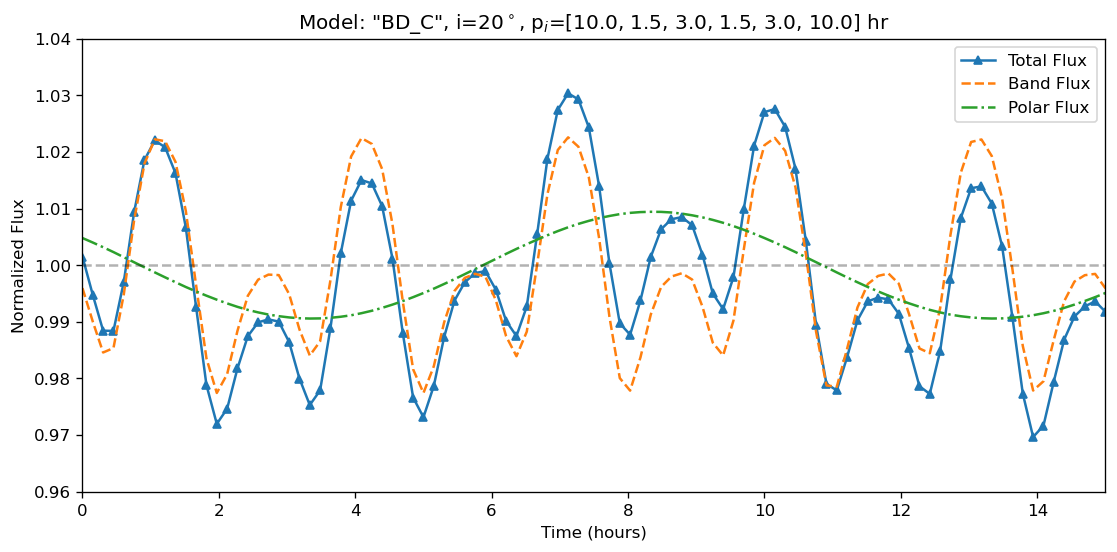 Model: "BD_C", i=20°, pᵢ=[10.0, 1.5, 3.0, 1.5, 3.0, 10.0] hr
1.04
1.03
1.02
1.01
1.00
0.99
0.98
0.97
0.96
Normalized Flux
Total Flux
Band Flux
Polar Flux
0 2 4 6 8 10 12 14
Time (hours)